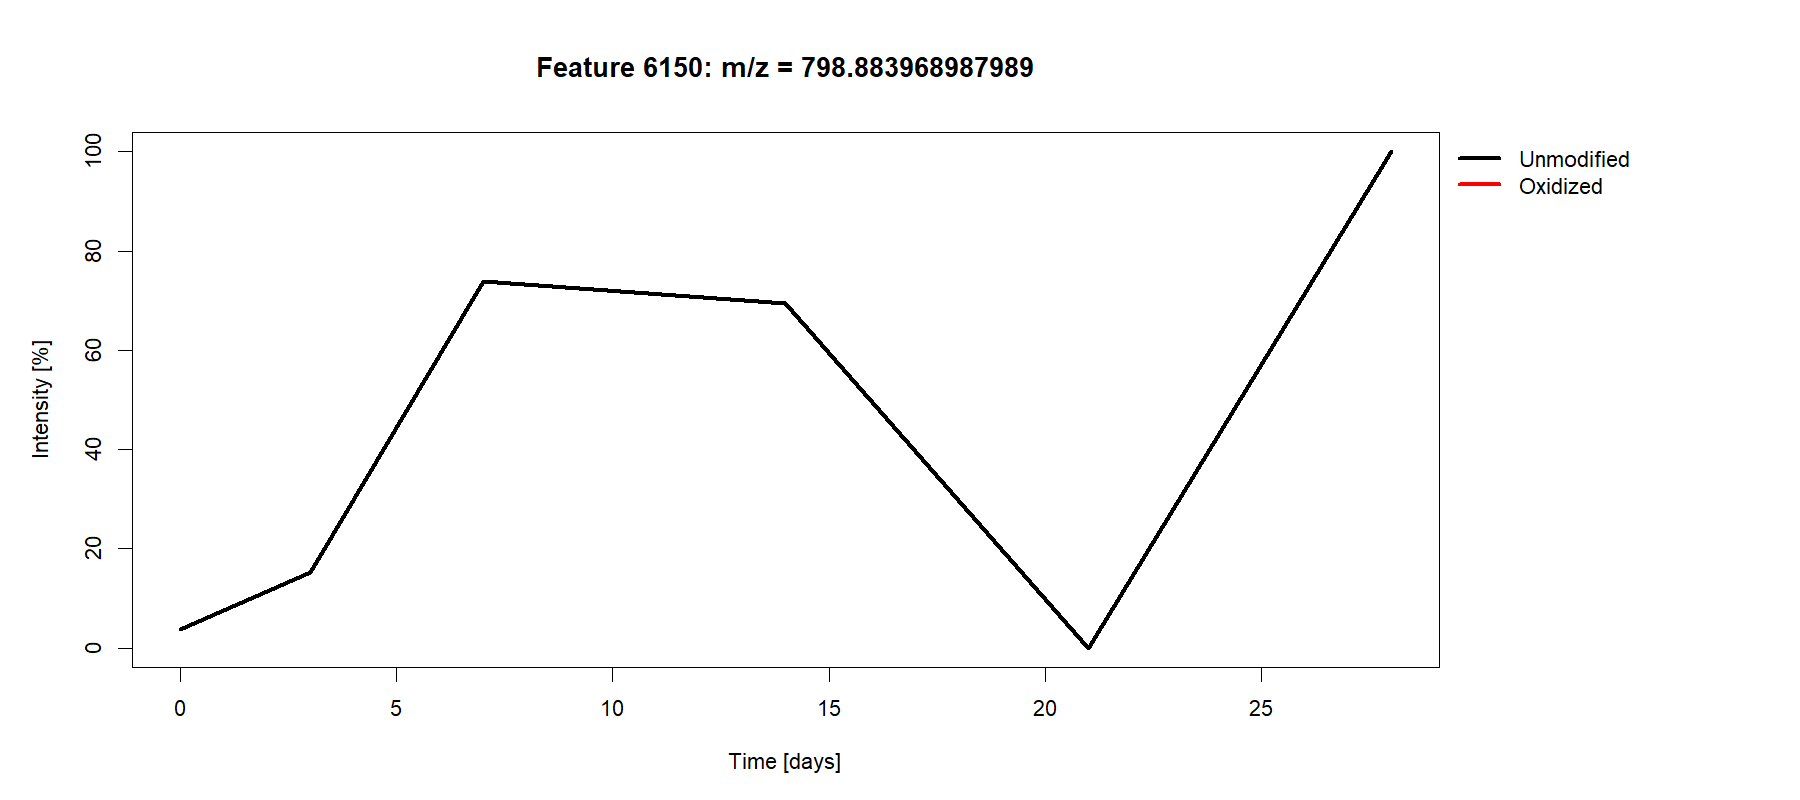 Feature 6150: m/z = 798.883968987989
Unmodified
Oxidized
Intensity [%]
100
80
60
40
20
0
0 5 10 15 20 25
Time [days]